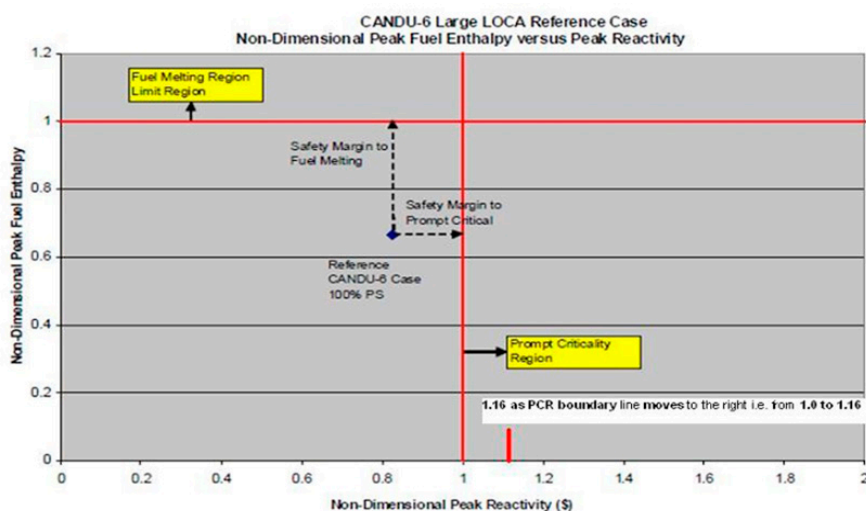 CANDU-6 Large LOCA Reference Case
Non-Dimensional Peak Fuel Enthalpy versus Peak Reactivity
Non-Dimensional Peak Fuel Enthalpy
1.2
1
0.8
0.6
0.4
0.2
0
Fuel Melting Region
Limit Region
Safety Margin to
Fuel Melting
Safety Margin to
Prompt Critical
Reference
CANDU-6 Case
100% PS
Prompt Criticality
Region
1.16 as PCR boundary line moves to the right i.e. from 1.0 to 1.16
0 0.2 0.4 0.6 0.8 1 1.2 1.4 1.6 1.8 2
Non-Dimensional Peak Reactivity ($)